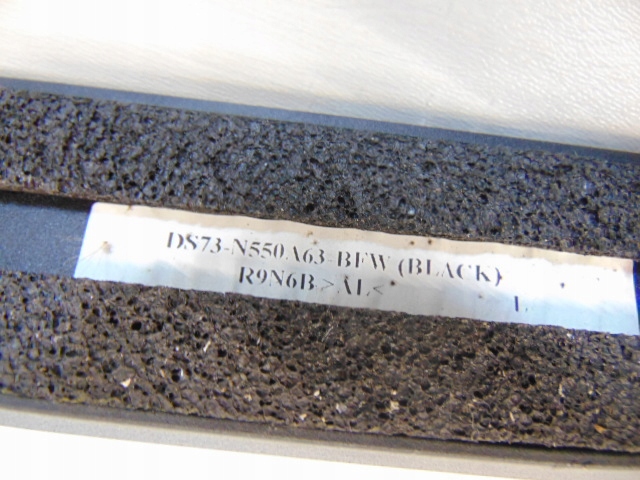 DS73-N550A63-BFW (BLACK)
R9N6B >AL<
L